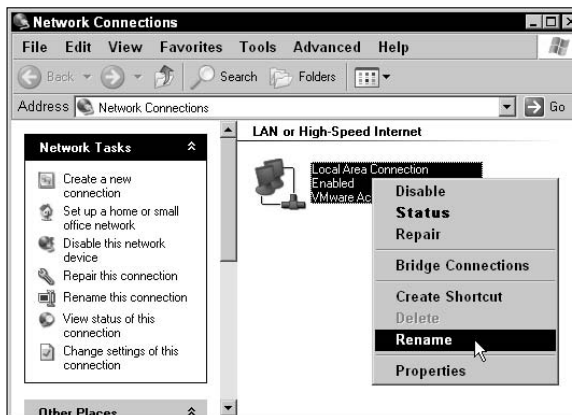 Network Connections
File Edit View Favorites Tools Advanced Help
Back Search Folders
Address Network Connections Go
Network Tasks
Create a new
connection
Set up a home or small
office network
Disable this network
device
Repair this connection
Rename this connection
View status of this
connection
Change settings of this
connection
Other Places
LAN or High-Speed Internet
Local Area Connection
Enabled
VMware
Disable
Status
Repair
Bridge Connections
Create Shortcut
Delete
Rename
Properties